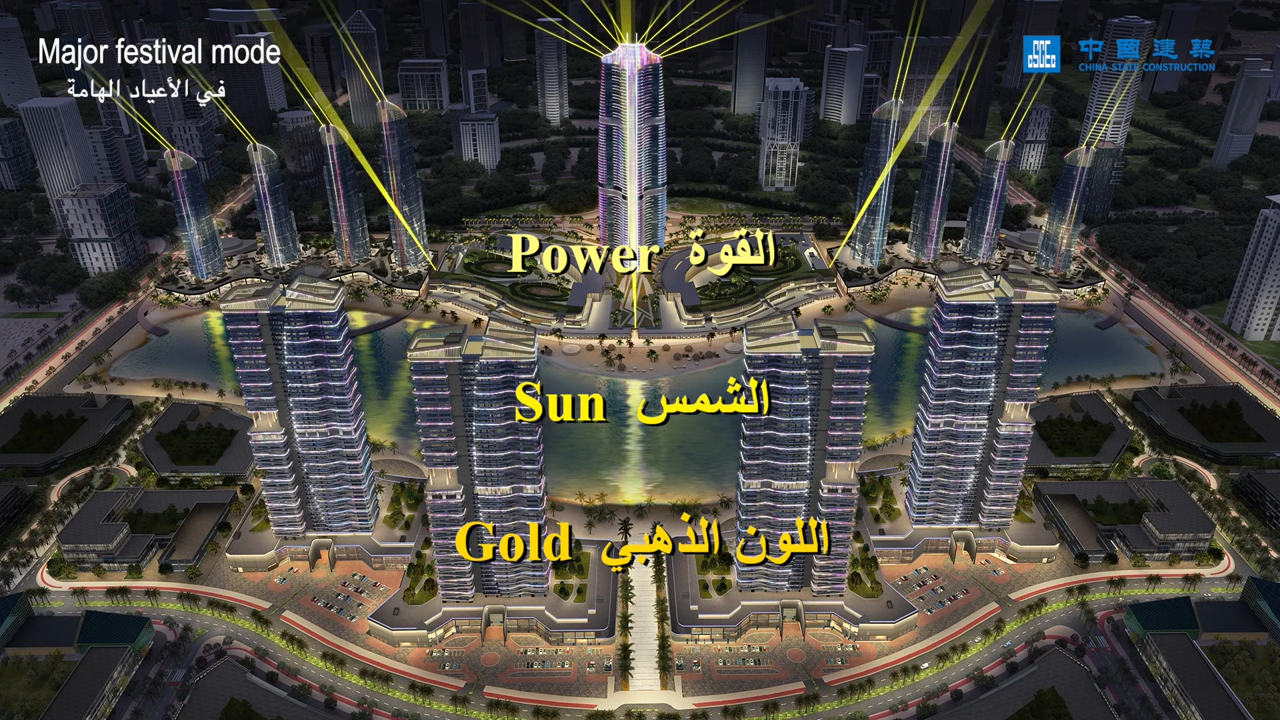 Major festival mode
في الأعياد الهامة
CSCEC
中國建築
CHINA STATE CONSTRUCTION
Power القوة
Sun الشمس
Gold اللون الذهبي